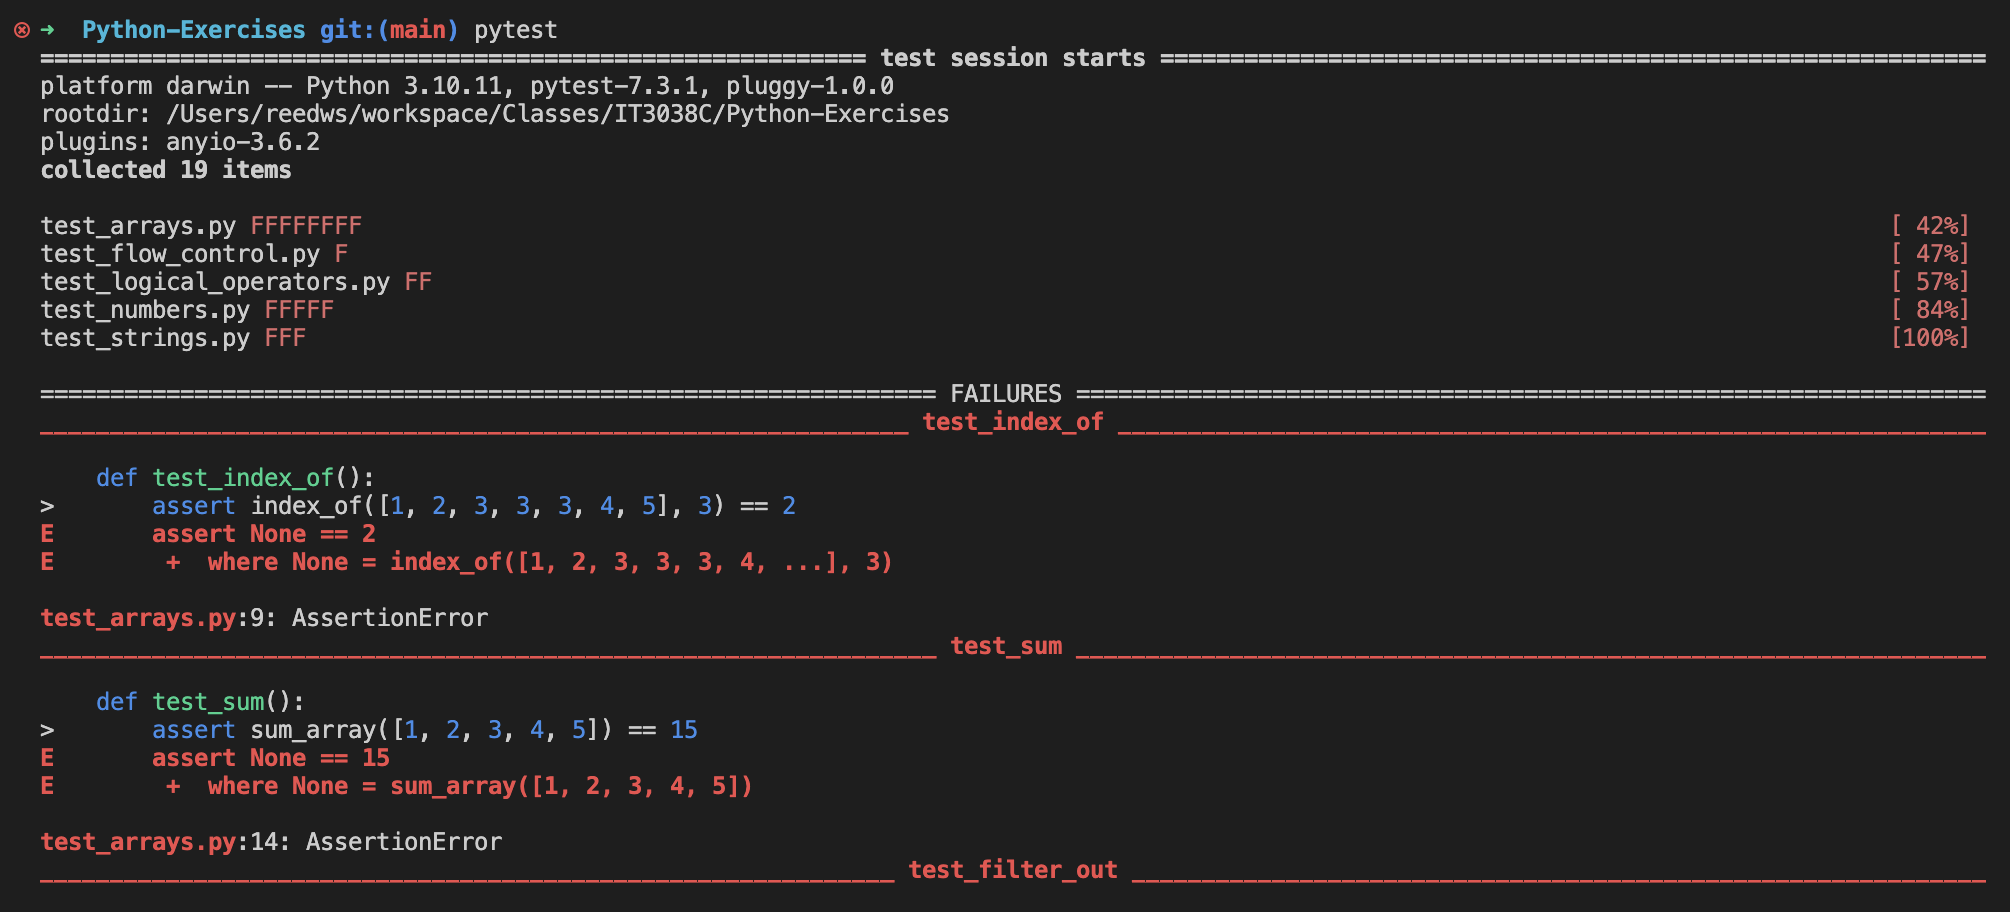 ⊗ ➜  Python-Exercises git:(main) pytest
=========================================================== test session starts ===========================================================
platform darwin -- Python 3.10.11, pytest-7.3.1, pluggy-1.0.0
rootdir: /Users/reedws/workspace/Classes/IT3038C/Python-Exercises
plugins: anyio-3.6.2
collected 19 items

test_arrays.py FFFFFFFF [ 42%]
test_flow_control.py F [ 47%]
test_logical_operators.py FF [ 57%]
test_numbers.py FFFFF [ 84%]
test_strings.py FFF [100%]

================================================================ FAILURES =================================================================
______________________________________________________________ test_index_of ______________________________________________________________

    def test_index_of():
>       assert index_of([1, 2, 3, 3, 3, 4, 5], 3) == 2
E       assert None == 2
E        +  where None = index_of([1, 2, 3, 3, 3, 4, ...], 3)

test_arrays.py:9: AssertionError
________________________________________________________________ test_sum _________________________________________________________________

    def test_sum():
>       assert sum_array([1, 2, 3, 4, 5]) == 15
E       assert None == 15
E        +  where None = sum_array([1, 2, 3, 4, 5])

test_arrays.py:14: AssertionError
_____________________________________________________________ test_filter_out _____________________________________________________________